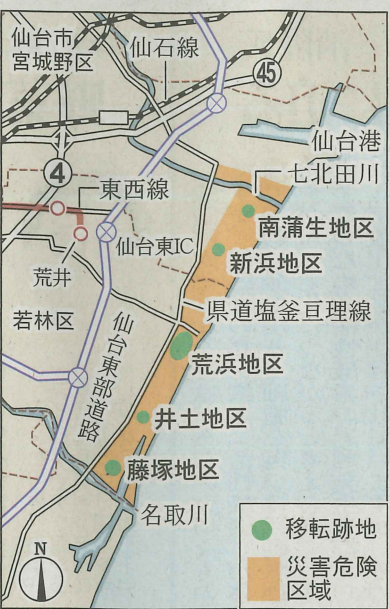 仙台市
宮城野区
仙石線
45
仙台港
七北田川
4
東西線
南蒲生地区
仙台東IC
新浜地区
荒井
県道塩釜亘理線
若林区
仙台東部道路
荒浜地区
井土地区
藤塚地区
名取川
N
移転跡地
災害危険
区域